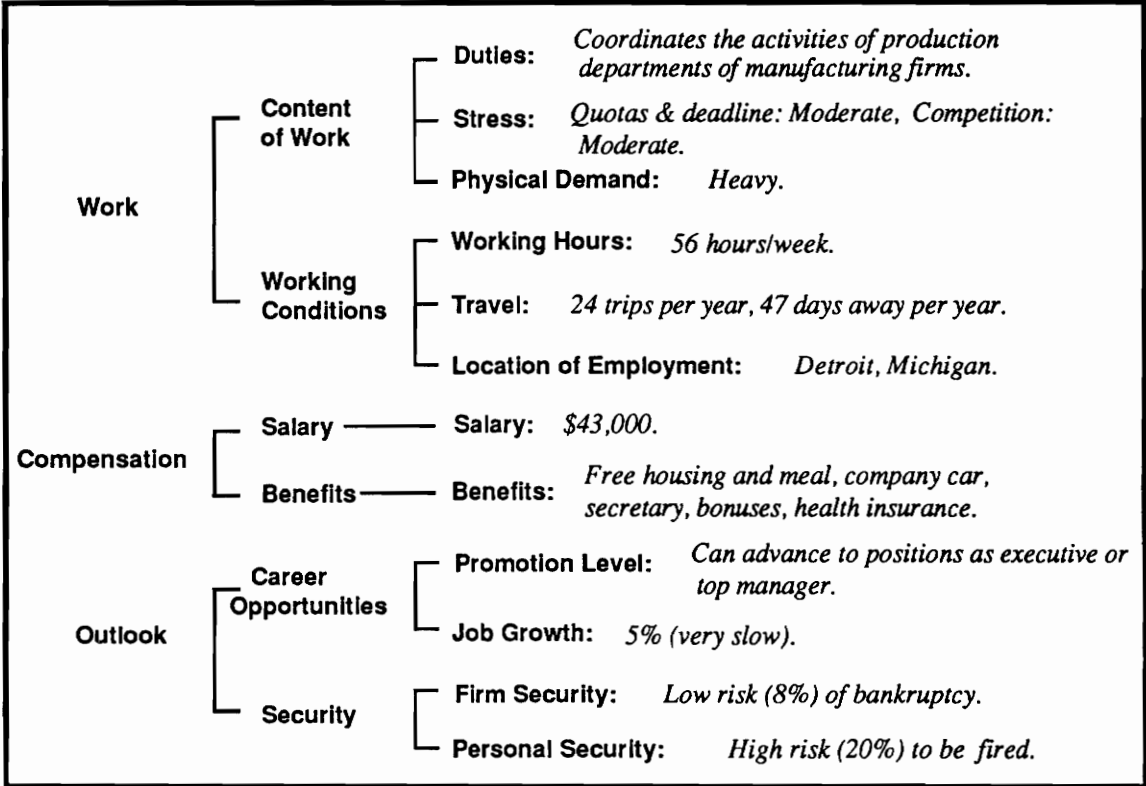 Duties: Coordinates the activities of production
departments of manufacturing firms.
Content
of Work
Stress: Quotas & deadline: Moderate, Competition:
Moderate.
Physical Demand: Heavy.
Work
Working Hours: 56 hours/week.
Working
Conditions
Travel: 24 trips per year, 47 days away per year.
Location of Employment: Detroit, Michigan.
Compensation
Salary
Salary: $43,000.
Benefits
Benefits: Free housing and meal, company car,
secretary, bonuses, health insurance.
Career
Opportunities
Promotion Level: Can advance to positions as executive or
top manager.
Job Growth: 5% (very slow).
Outlook
Security
Firm Security: Low risk (8%) of bankruptcy.
Personal Security: High risk (20%) to be fired.